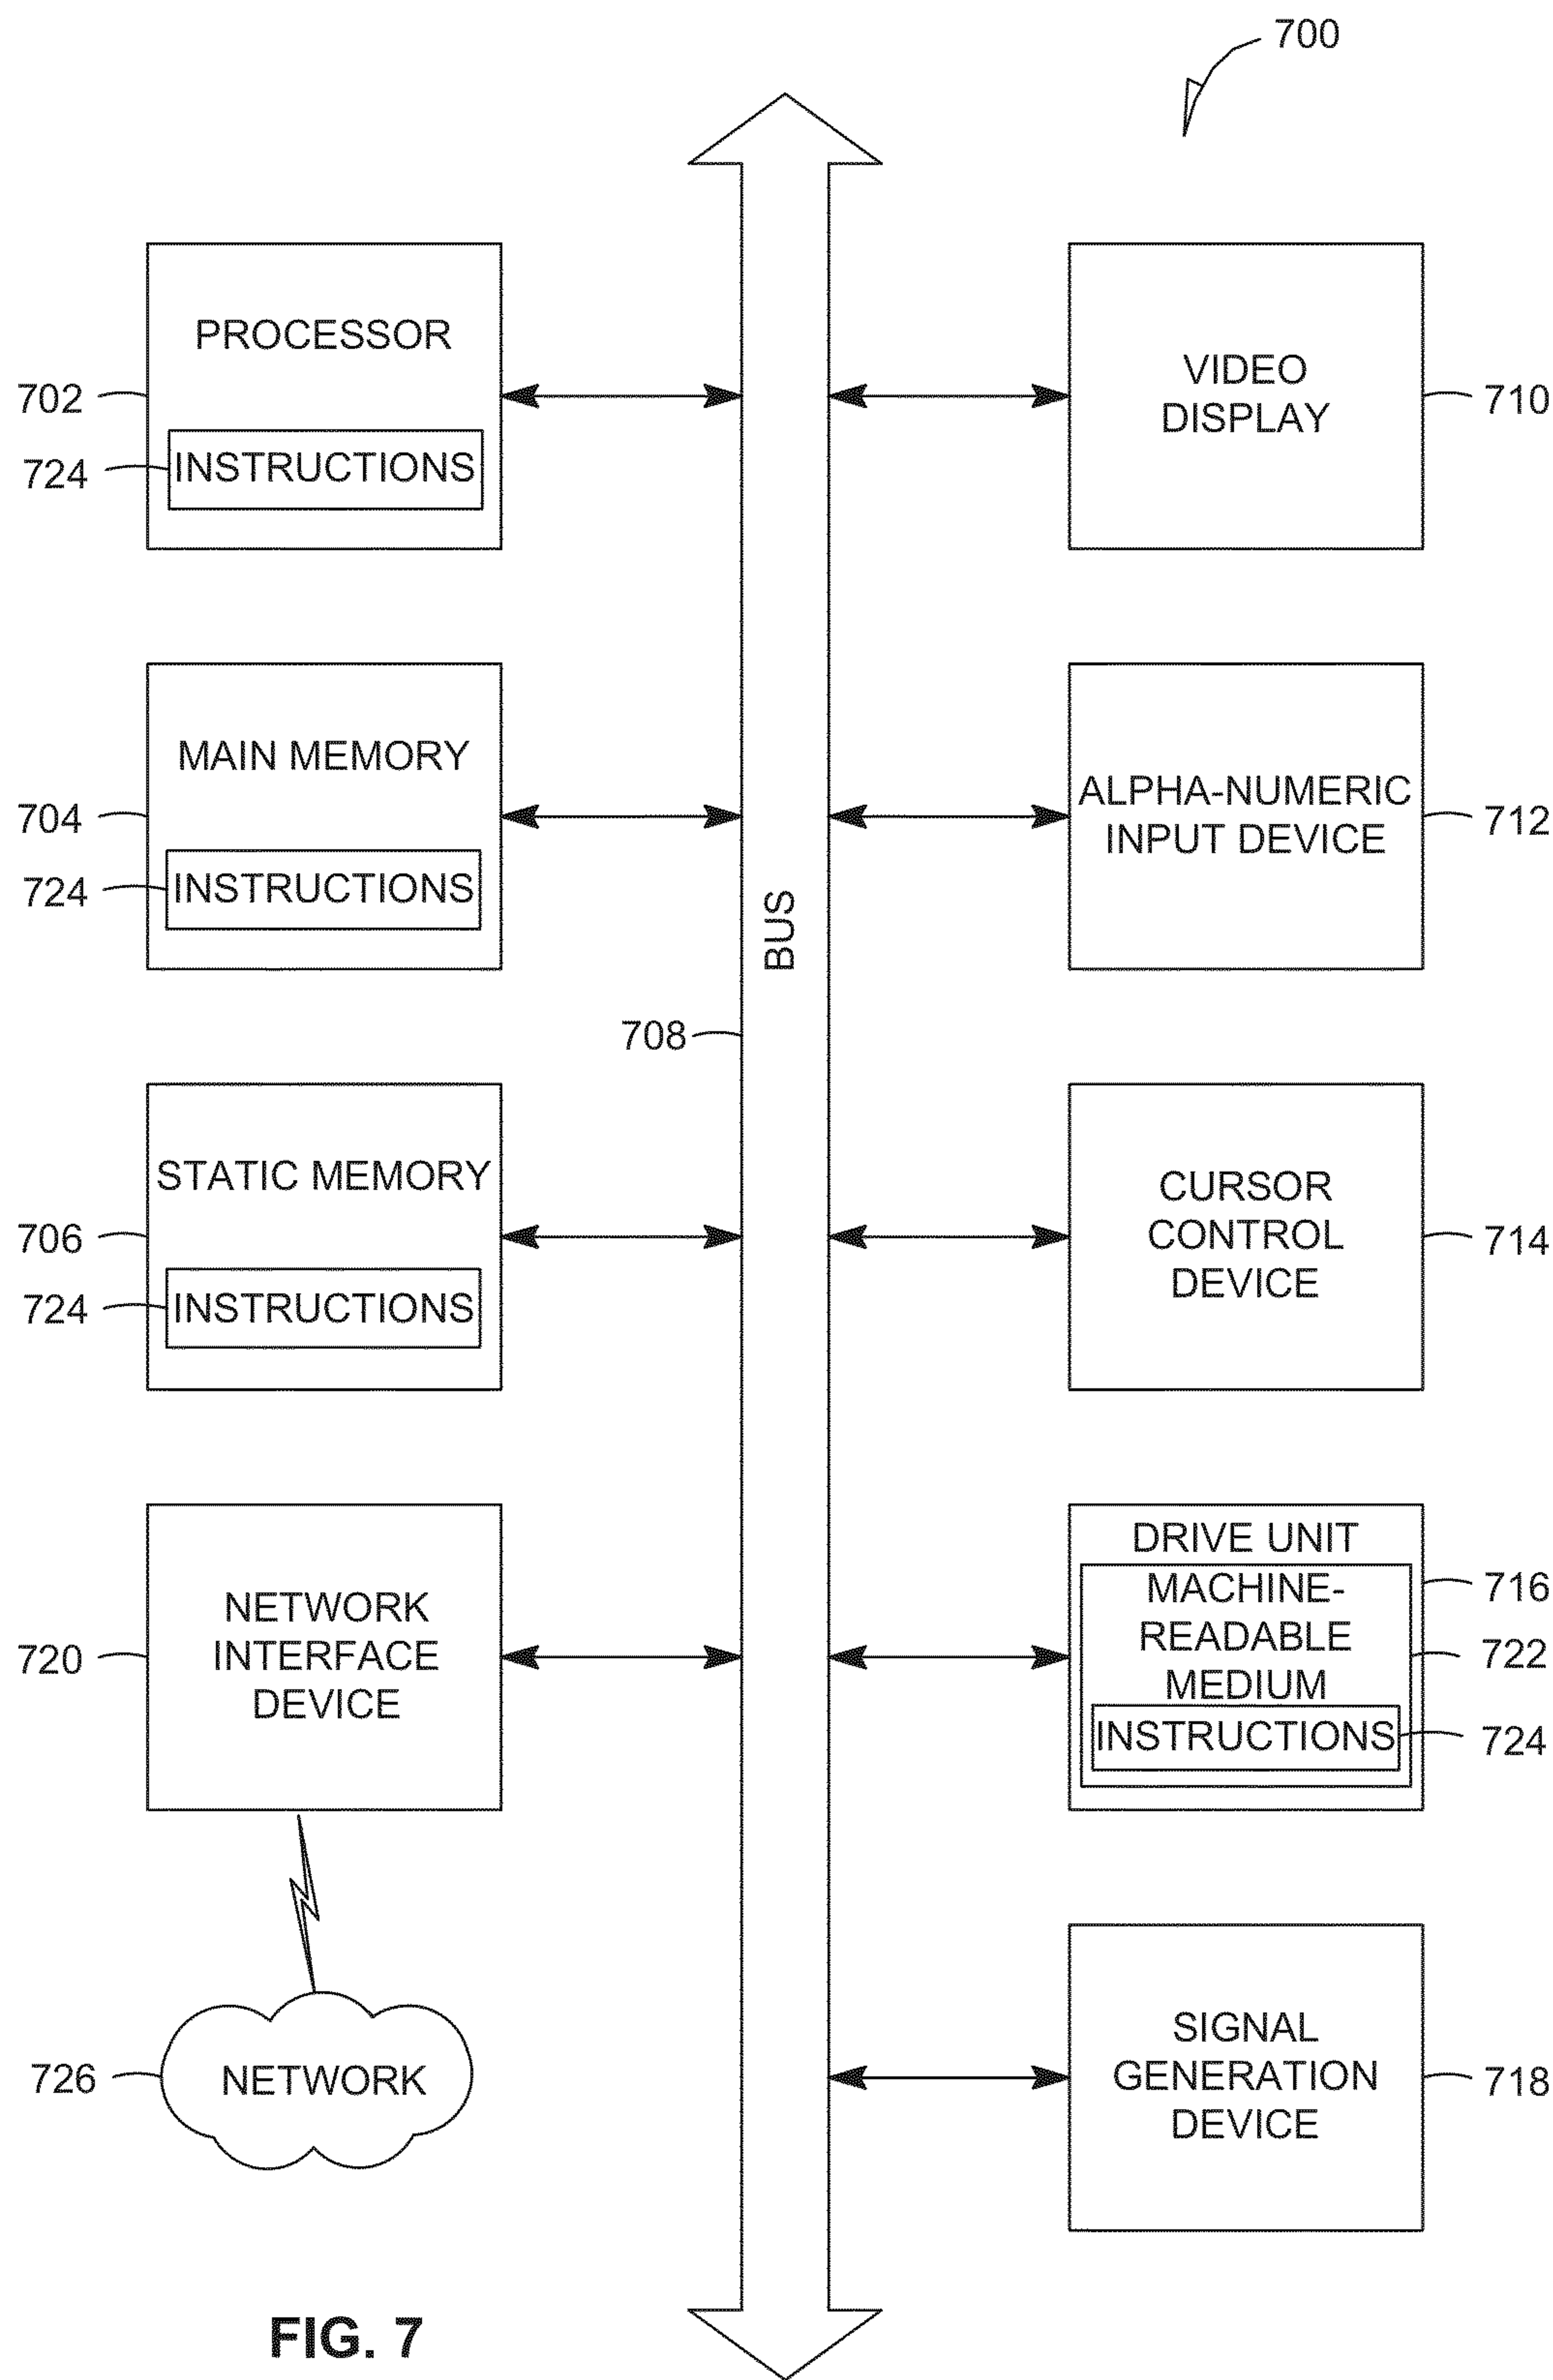 700
PROCESSOR
702
724
INSTRUCTIONS
VIDEO
DISPLAY
710
MAIN MEMORY
704
724
INSTRUCTIONS
ALPHA-NUMERIC
INPUT DEVICE
712
BUS
708
STATIC MEMORY
706
724
INSTRUCTIONS
CURSOR
CONTROL
DEVICE
714
NETWORK
INTERFACE
DEVICE
720
DRIVE UNIT
716
MACHINE-
READABLE
MEDIUM
722
INSTRUCTIONS
724
726
NETWORK
SIGNAL
GENERATION
DEVICE
718
FIG. 7